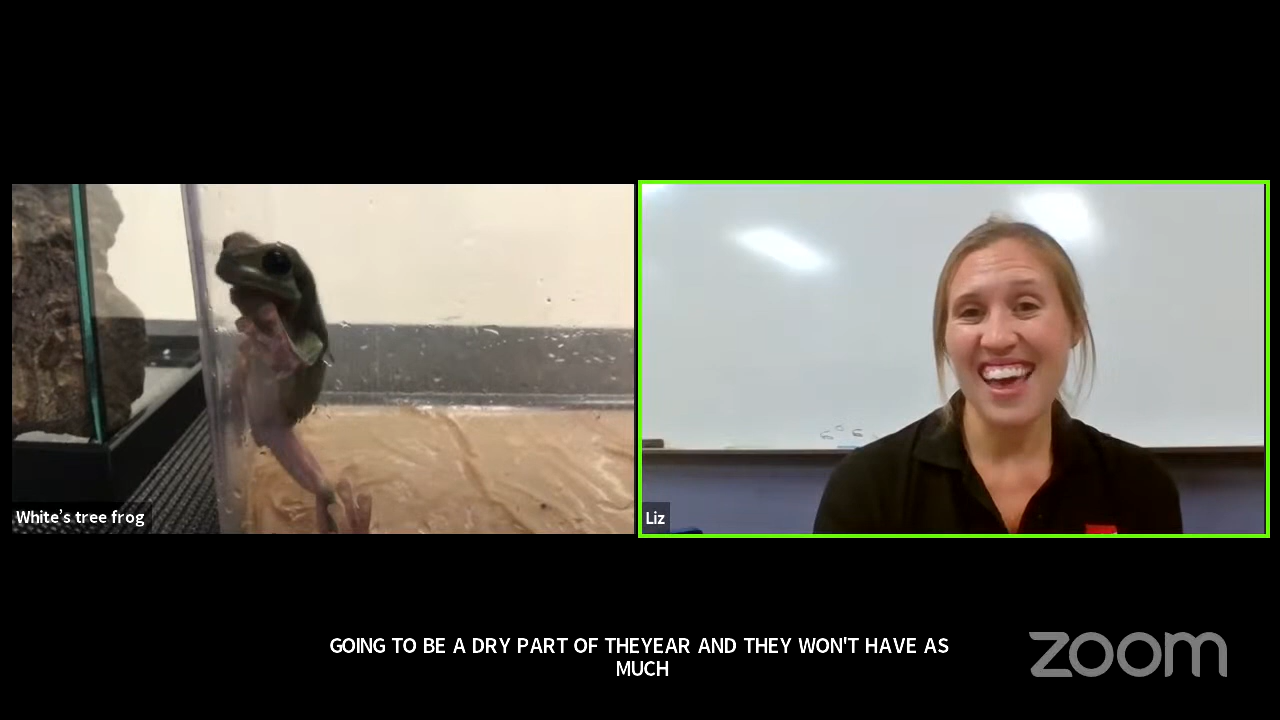 White's tree frog
Liz
GOING TO BE A DRY PART OF THEYEAR AND THEY WON'T HAVE AS
MUCH
zoom